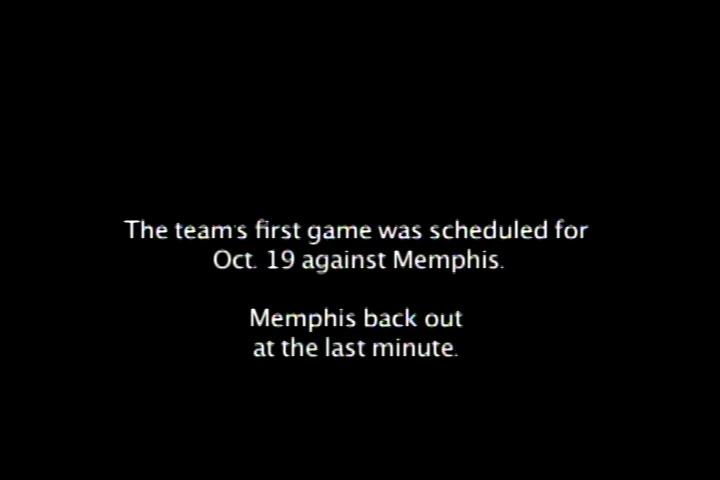 The team's first game was scheduled for
Oct. 19 against Memphis.
Memphis back out
at the last minute.